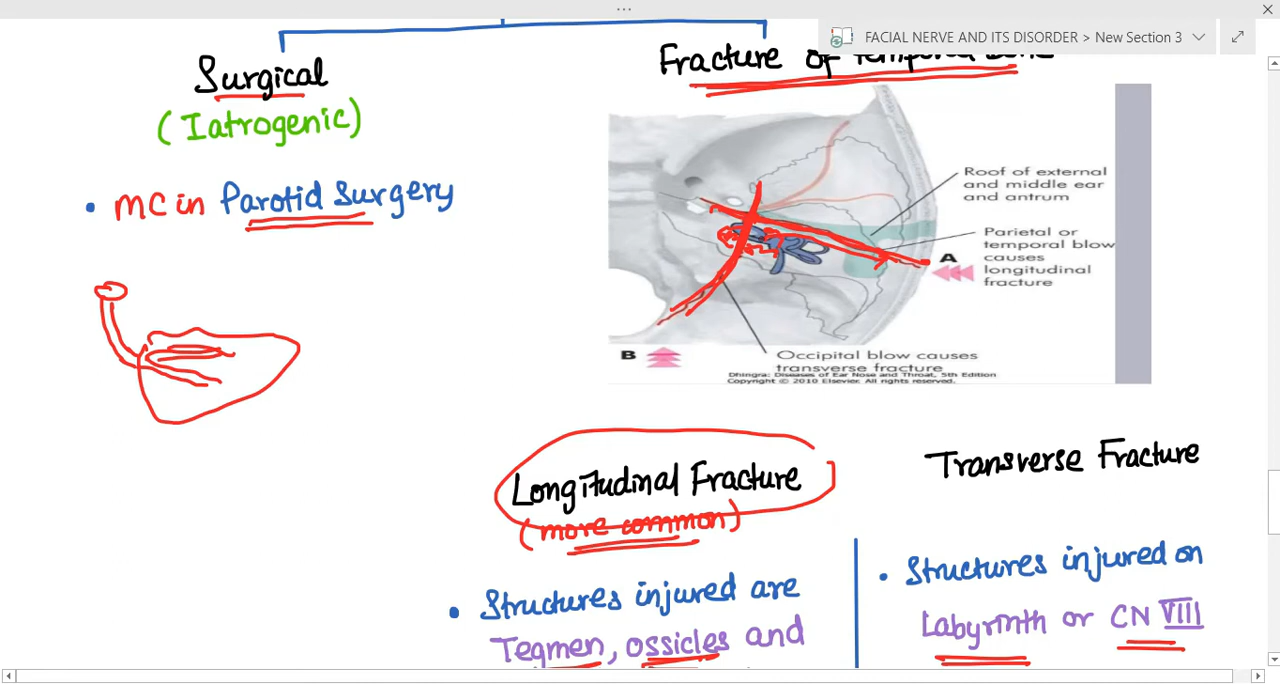 FACIAL NERVE AND ITS DISORDER > New Section 3
Surgical
(Iatrogenic)
• MC in Parotid Surgery
Fracture of temporal bone
Roof of external
and middle ear
and antrum
Parietal or
temporal blow
causes
longitudinal
fracture
A
B
Occipital blow causes
transverse fracture
Dhingra: Diseases of Ear Nose and Throat, 5th Edition
Copyright © 2010 Elsevier. All rights reserved.
Longitudinal Fracture
(more common)
• Structures injured are
Tegmen, ossicles and
Transverse Fracture
• Structures injured on
Labyrinth or CN VIII